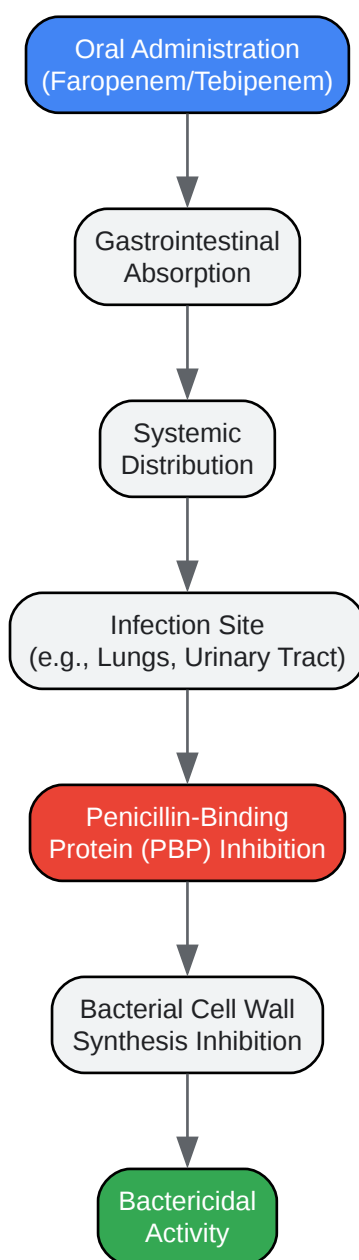 Oral Administration
(Faropenem/Tebipenem)
Gastrointestinal
Absorption
Systemic
Distribution
Infection Site
(e.g., Lungs, Urinary Tract)
Penicillin-Binding
Protein (PBP) Inhibition
Bacterial Cell Wall
Synthesis Inhibition
Bactericidal
Activity